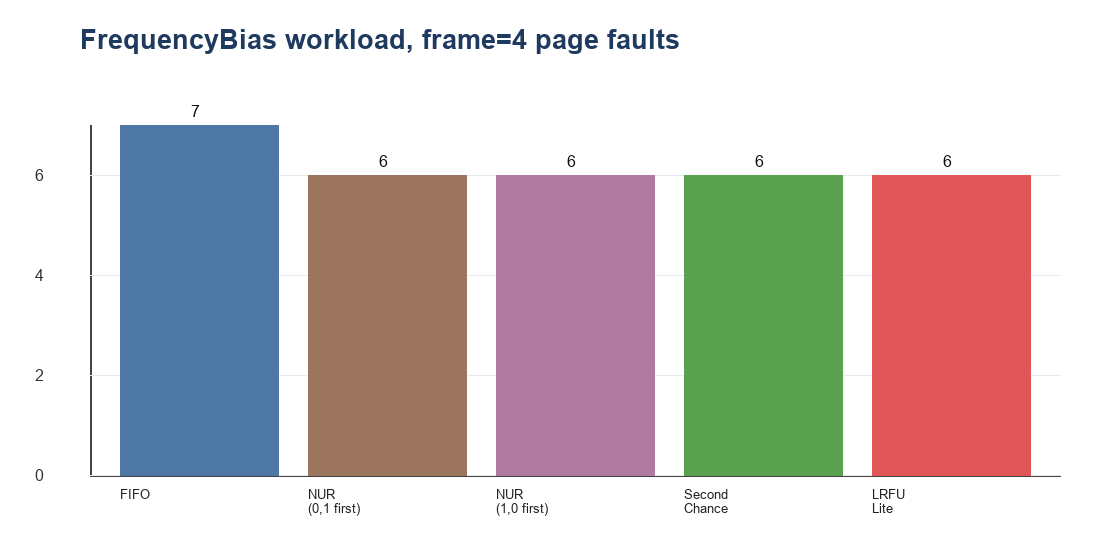 FrequencyBias workload, frame=4 page faults
7
6
6
6
6
6
4
2
0
FIFO
NUR
(0,1 first)
NUR
(1,0 first)
Second
Chance
LRFU
Lite